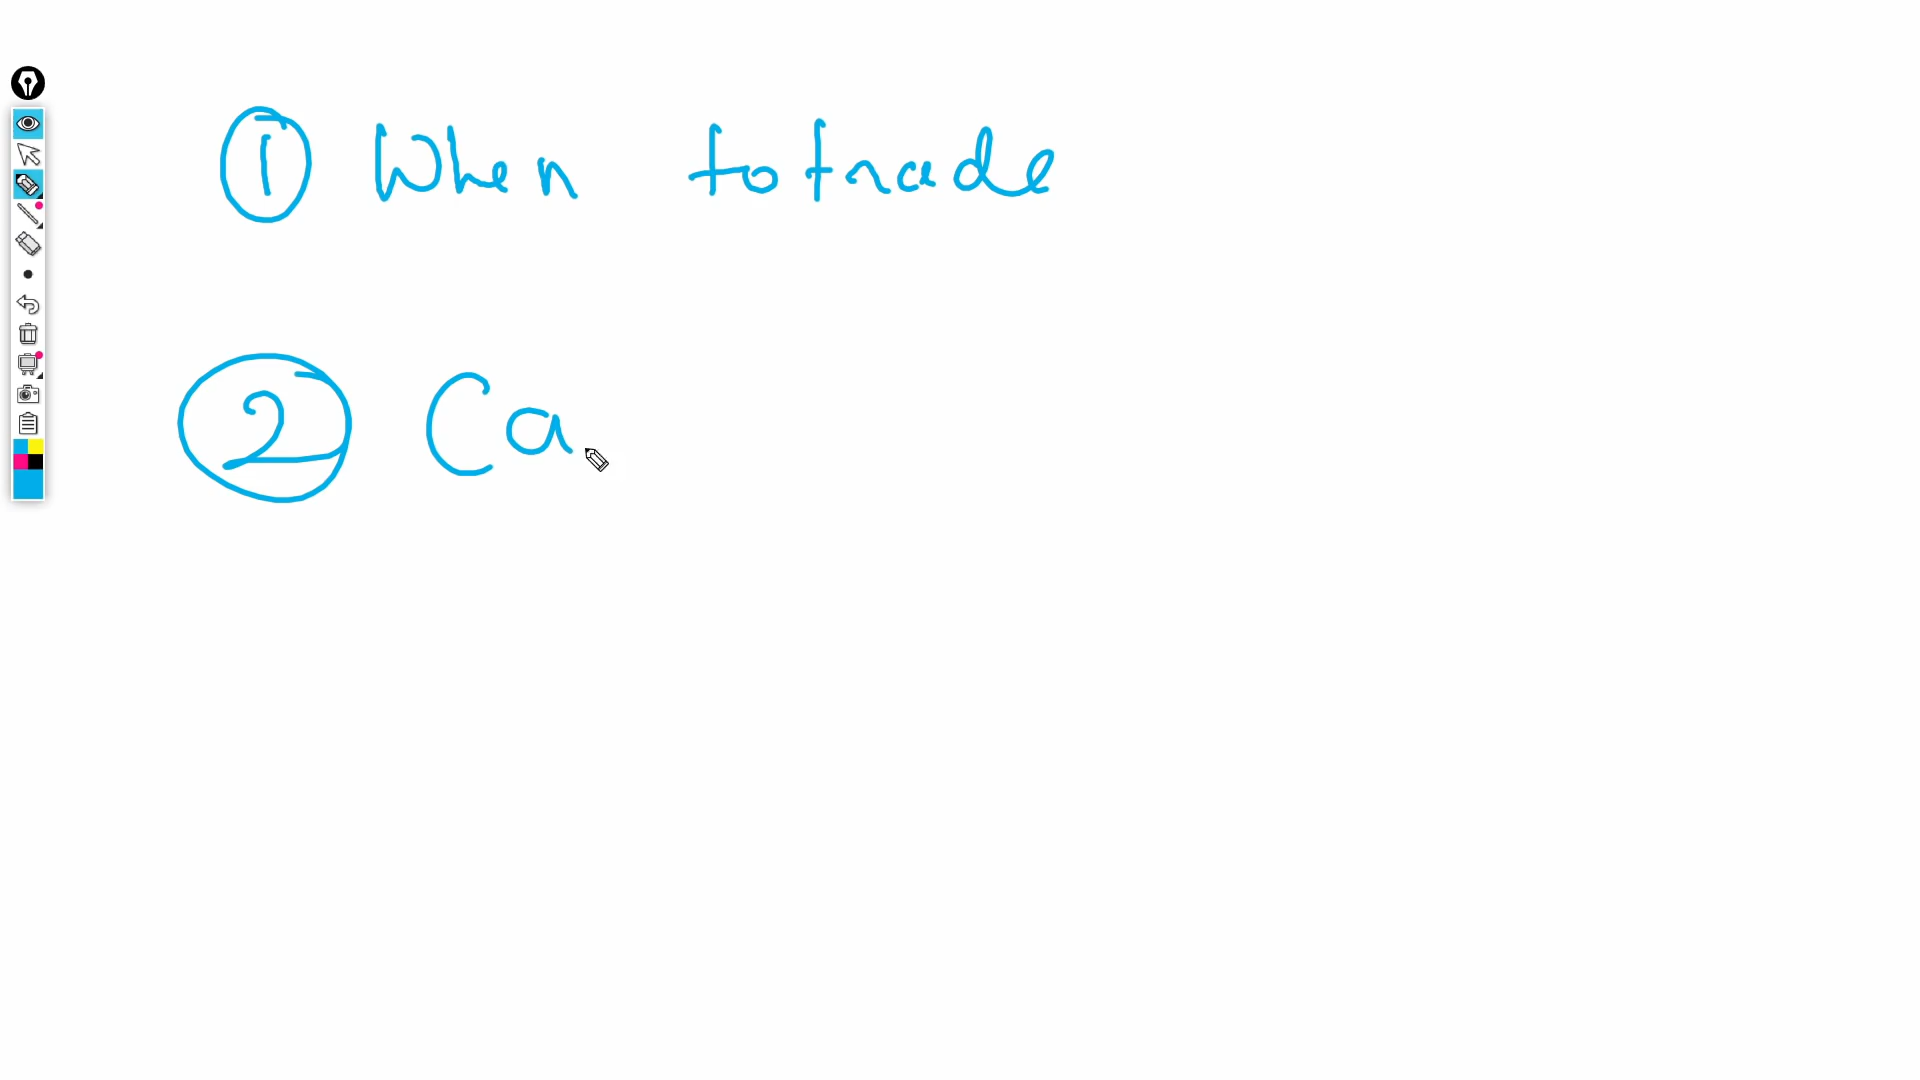 ① When to trade
② Ca